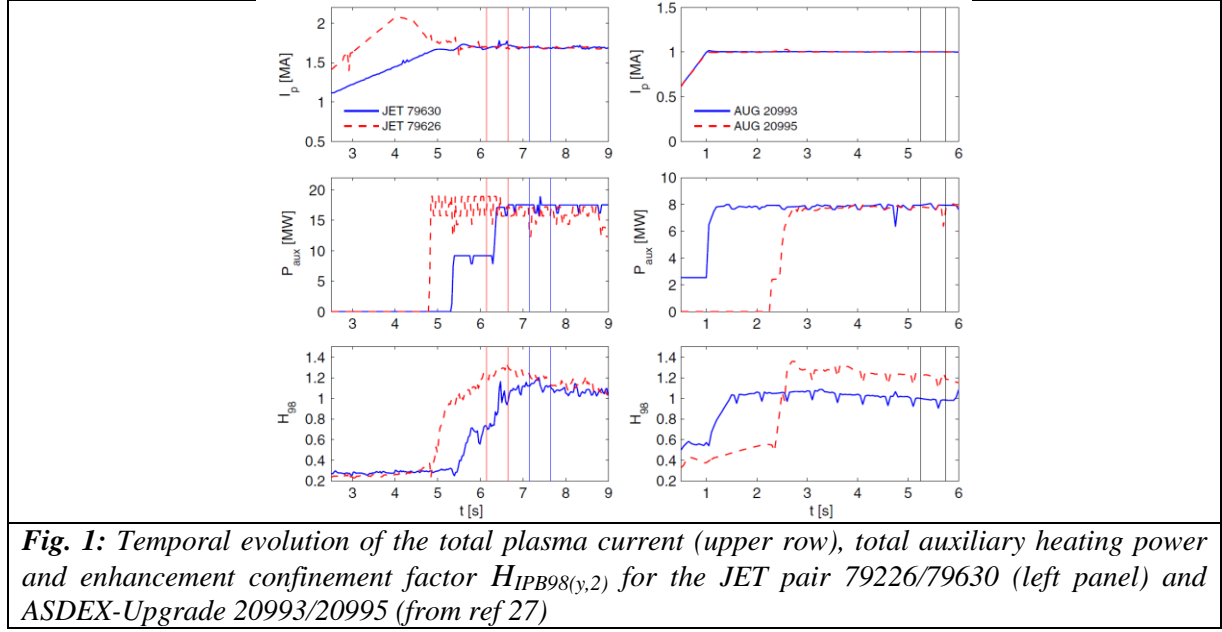 2
1.5
1
0.5
I_p [MA]
JET 79630
JET 79626
3 4 5 6 7 8 9
1.5
1
0.5
0
I_p [MA]
AUG 20993
AUG 20995
1 2 3 4 5 6
20
15
10
5
0
P_aux [MW]
3 4 5 6 7 8 9
10
8
6
4
2
0
P_aux [MW]
1 2 3 4 5 6
1.4
1.2
1
0.8
0.6
0.4
0.2
H_98
3 4 5 6 7 8 9
t [s]
1.4
1.2
1
0.8
0.6
0.4
0.2
H_98
1 2 3 4 5 6
t [s]
Fig. 1: Temporal evolution of the total plasma current (upper row), total auxiliary heating power
and enhancement confinement factor H_IPB98(y,2) for the JET pair 79226/79630 (left panel) and
ASDEX-Upgrade 20993/20995 (from ref 27)